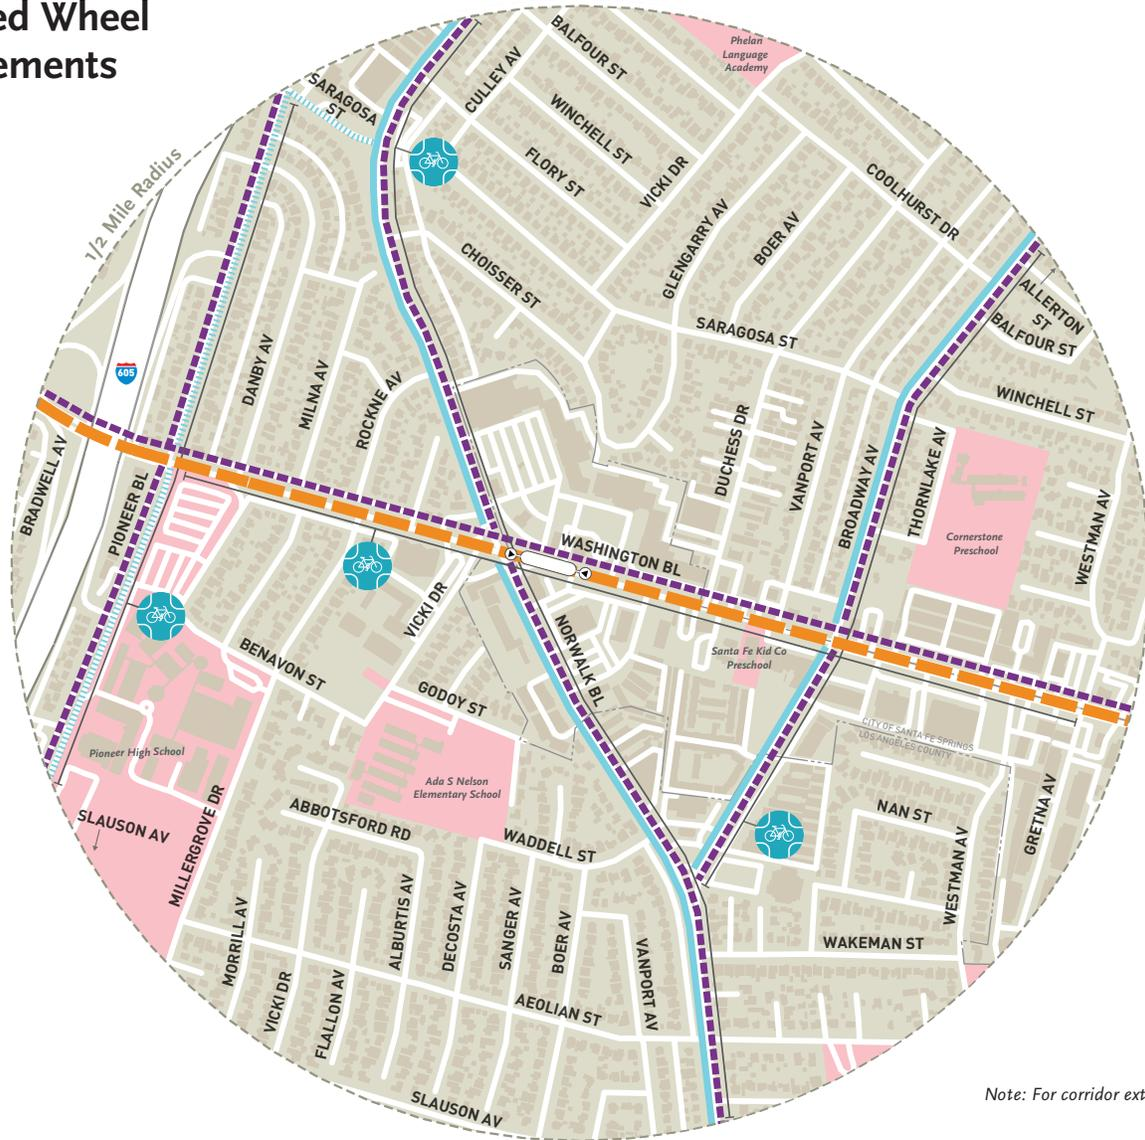 ed Wheel
ements
1/2 Mile Radius
SARAGOSA
ST
CULLEY AV
BALFOUR ST
WINCHELL ST
FLORY ST
VICKI DR
Phelan
Language
Academy
COOLHURST DR
GLENGARRY AV
BOER AV
CHOISSER ST
SARAGOSA ST
ALLERTON
ST
BALFOUR ST
WINCHELL ST
605
DANBY AV
MILNA AV
ROCKNE AV
DUCHESS DR
VANPORT AV
BROADWAY AV
THORNLAKE AV
WESTMAN AV
Cornerstone
Preschool
BRADWELL AV
PIONEER BL
WASHINGTON BL
VICKI DR
NORWALK BL
Santa Fe Kid Co
Preschool
BENAVON ST
GODOY ST
CITY OF SANTA FE SPRINGS
LOS ANGELES COUNTY
Pioneer High School
Ada S Nelson
Elementary School
SLAUSON AV
MILLERGROVE DR
ABBOTSFORD RD
WADDELL ST
NAN ST
GRETNA AV
WESTMAN AV
WAKEMAN ST
MORRILL AV
VICKI DR
FLALLON AV
ALBURTIS AV
DECOSTA AV
SANGER AV
BOER AV
VANPORT AV
AEOLIAN ST
SLAUSON AV
Note: For corridor ext